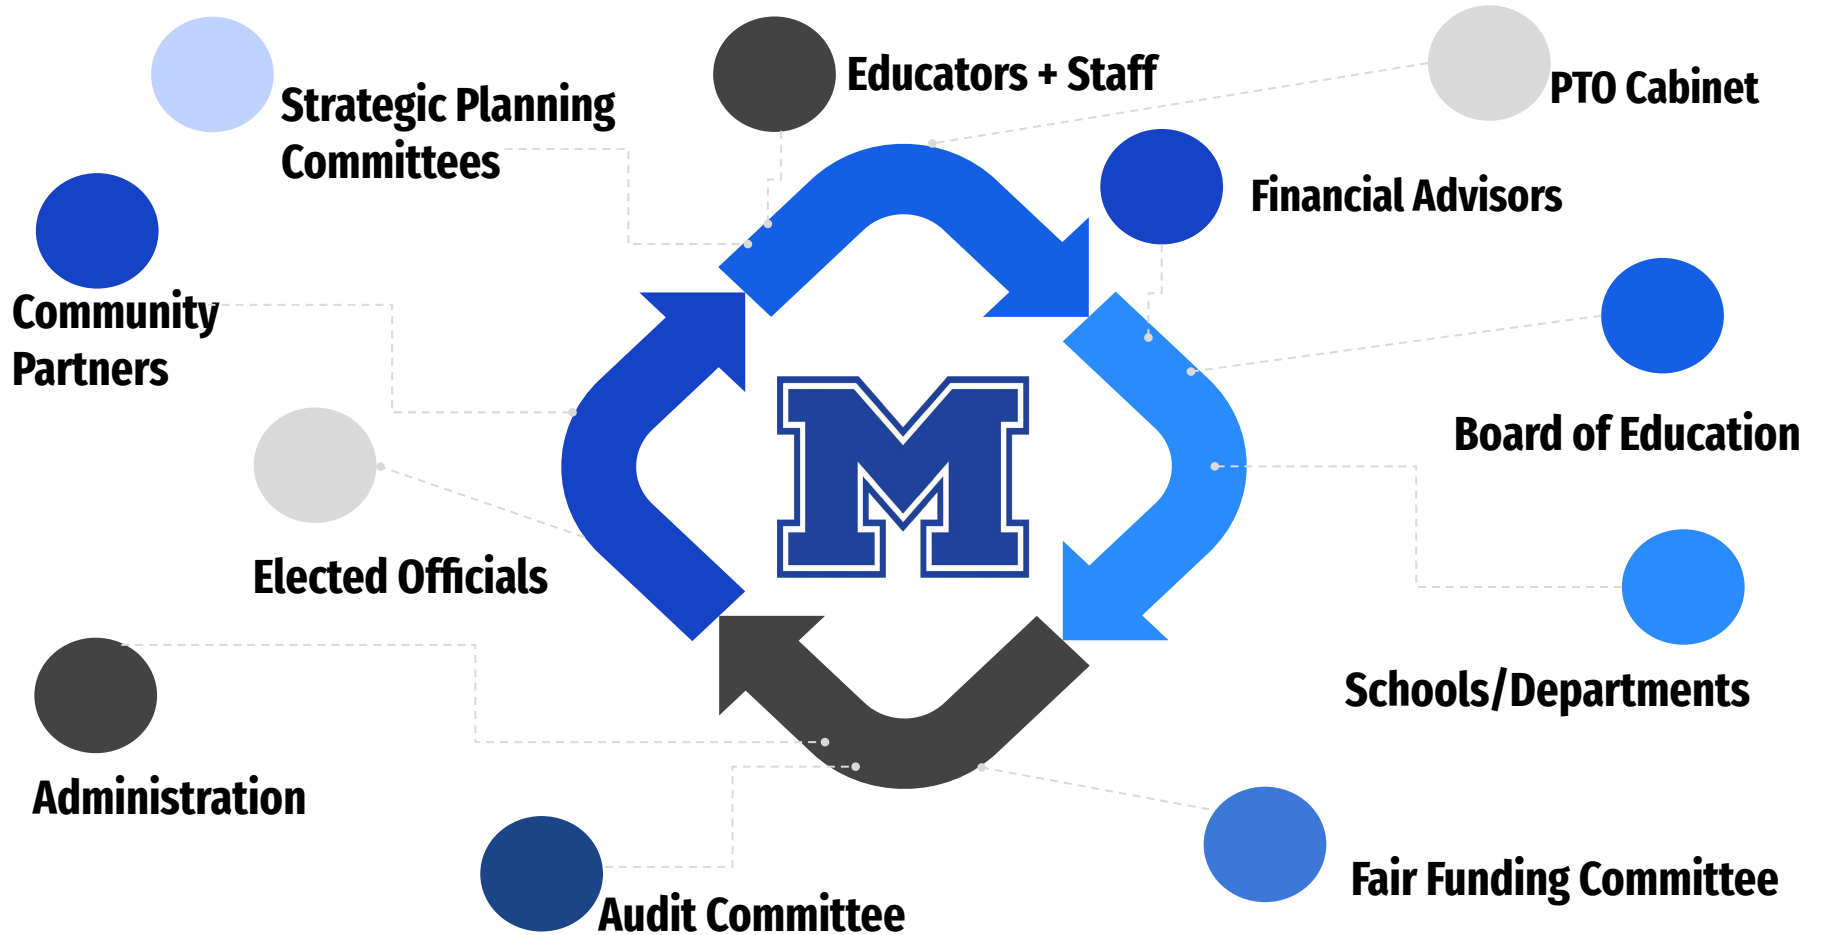 Strategic Planning
Committees
Educators + Staff
PTO Cabinet
Financial Advisors
Community
Partners
Board of Education
M
Elected Officials
Schools/Departments
Administration
Fair Funding Committee
Audit Committee